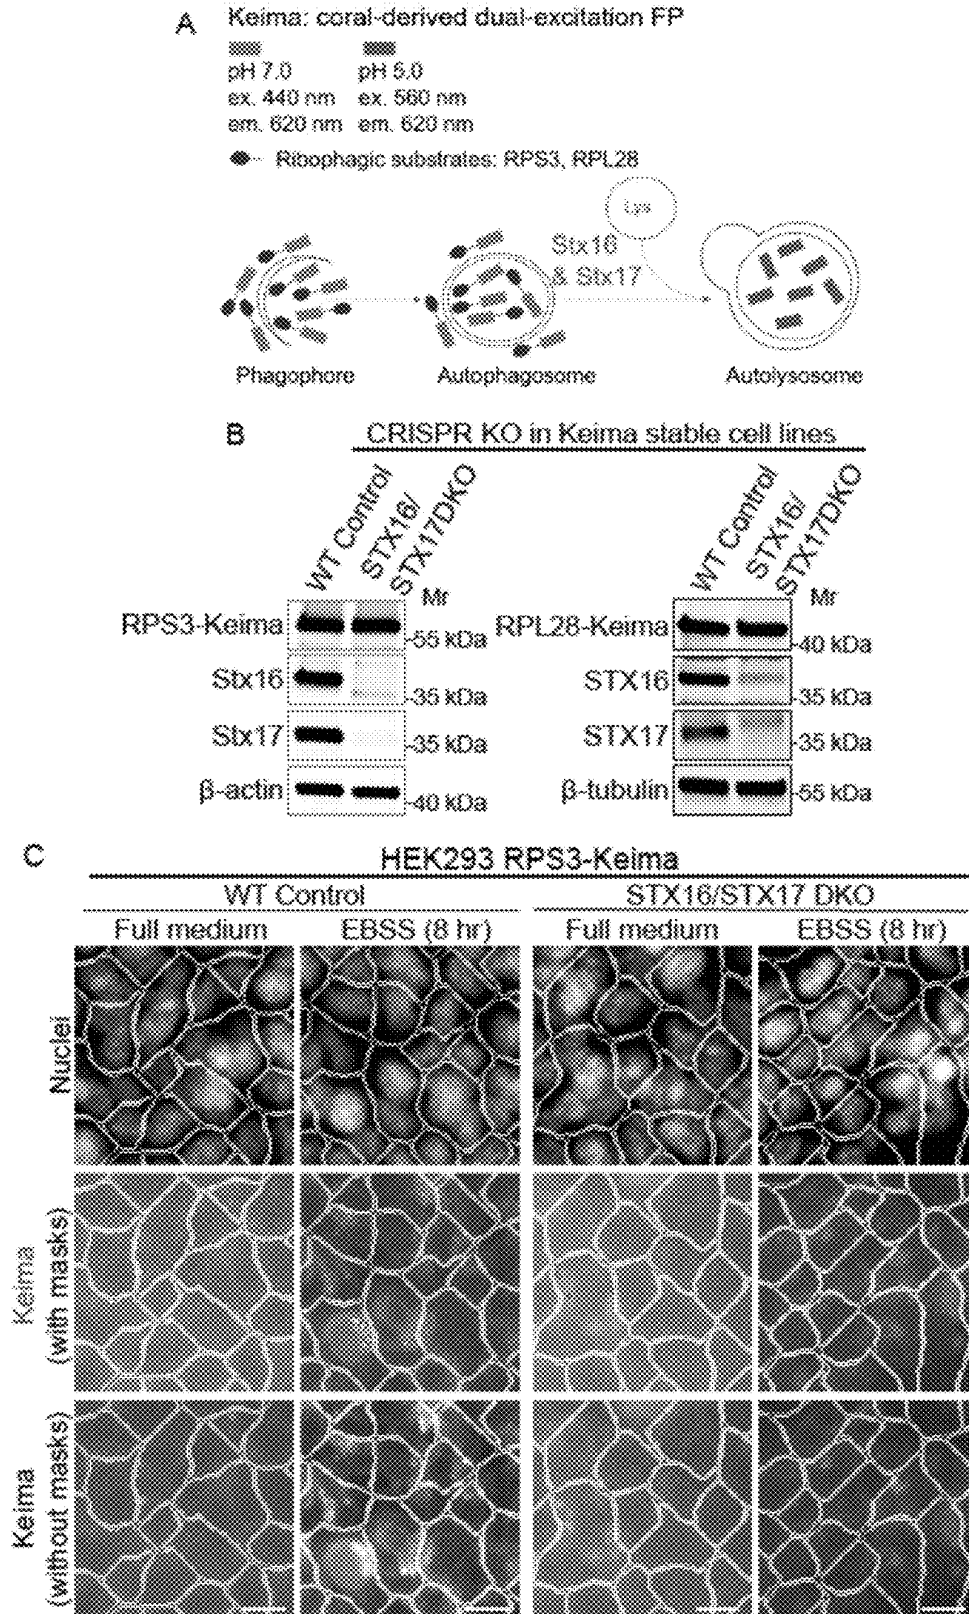 A
Keima: coral-derived dual-excitation FP
pH 7.0 pH 5.0
ex. 440 nm ex. 560 nm
em. 620 nm em. 620 nm
Ribophagic substrates: RPS3, RPL28
Lys
Stx16
& Stx17
Phagophore Autophagosome Autolysosome
B
CRISPR KO in Keima stable cell lines
WT Control
STX16/
STX17DKO
Mr
RPS3-Keima
-55 kDa
Stx16
-35 kDa
Stx17
-35 kDa
β-actin
-40 kDa
WT Control
STX16/
STX17DKO
Mr
RPL28-Keima
-40 kDa
STX16
-35 kDa
STX17
-35 kDa
β-tubulin
-55 kDa
C
HEK293 RPS3-Keima
WT Control STX16/STX17 DKO
Full medium EBSS (8 hr) Full medium EBSS (8 hr)
Nuclei
Keima
(with masks)
Keima
(without masks)